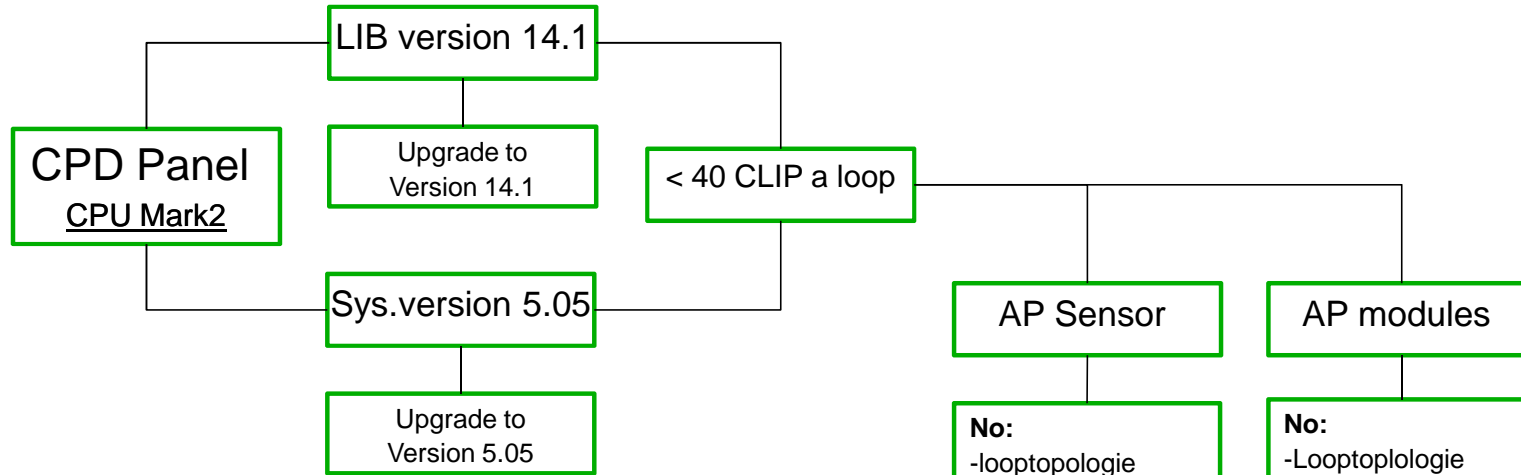 LIB version 14.1
CPD Panel
CPU Mark2
Upgrade to
Version 14.1
< 40 CLIP a loop
Sys.version 5.05
Upgrade to
Version 5.05
AP Sensor
AP modules
No:
-looptopologie
No:
-Looptoplologie